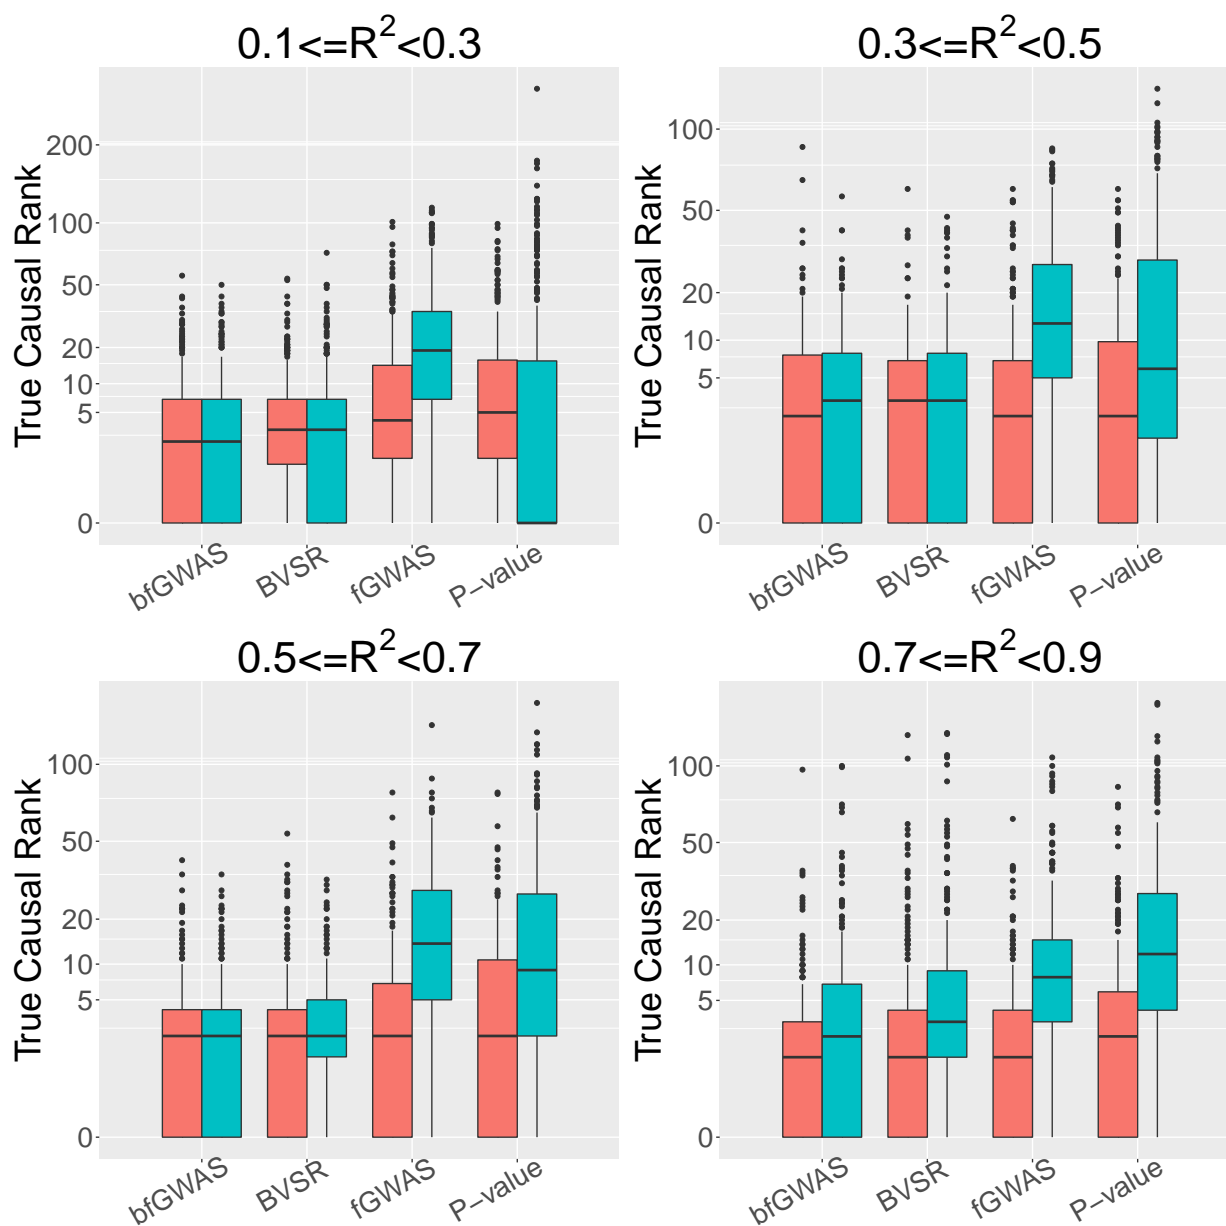 0.1<=R²<0.3
True Causal Rank
200
100
50
20
10
5
0
bfGWAS
BVSR
fGWAS
P−value
0.3<=R²<0.5
True Causal Rank
100
50
20
10
5
0
bfGWAS
BVSR
fGWAS
P−value
0.5<=R²<0.7
True Causal Rank
100
50
20
10
5
0
bfGWAS
BVSR
fGWAS
P−value
0.7<=R²<0.9
True Causal Rank
100
50
20
10
5
0
bfGWAS
BVSR
fGWAS
P−value